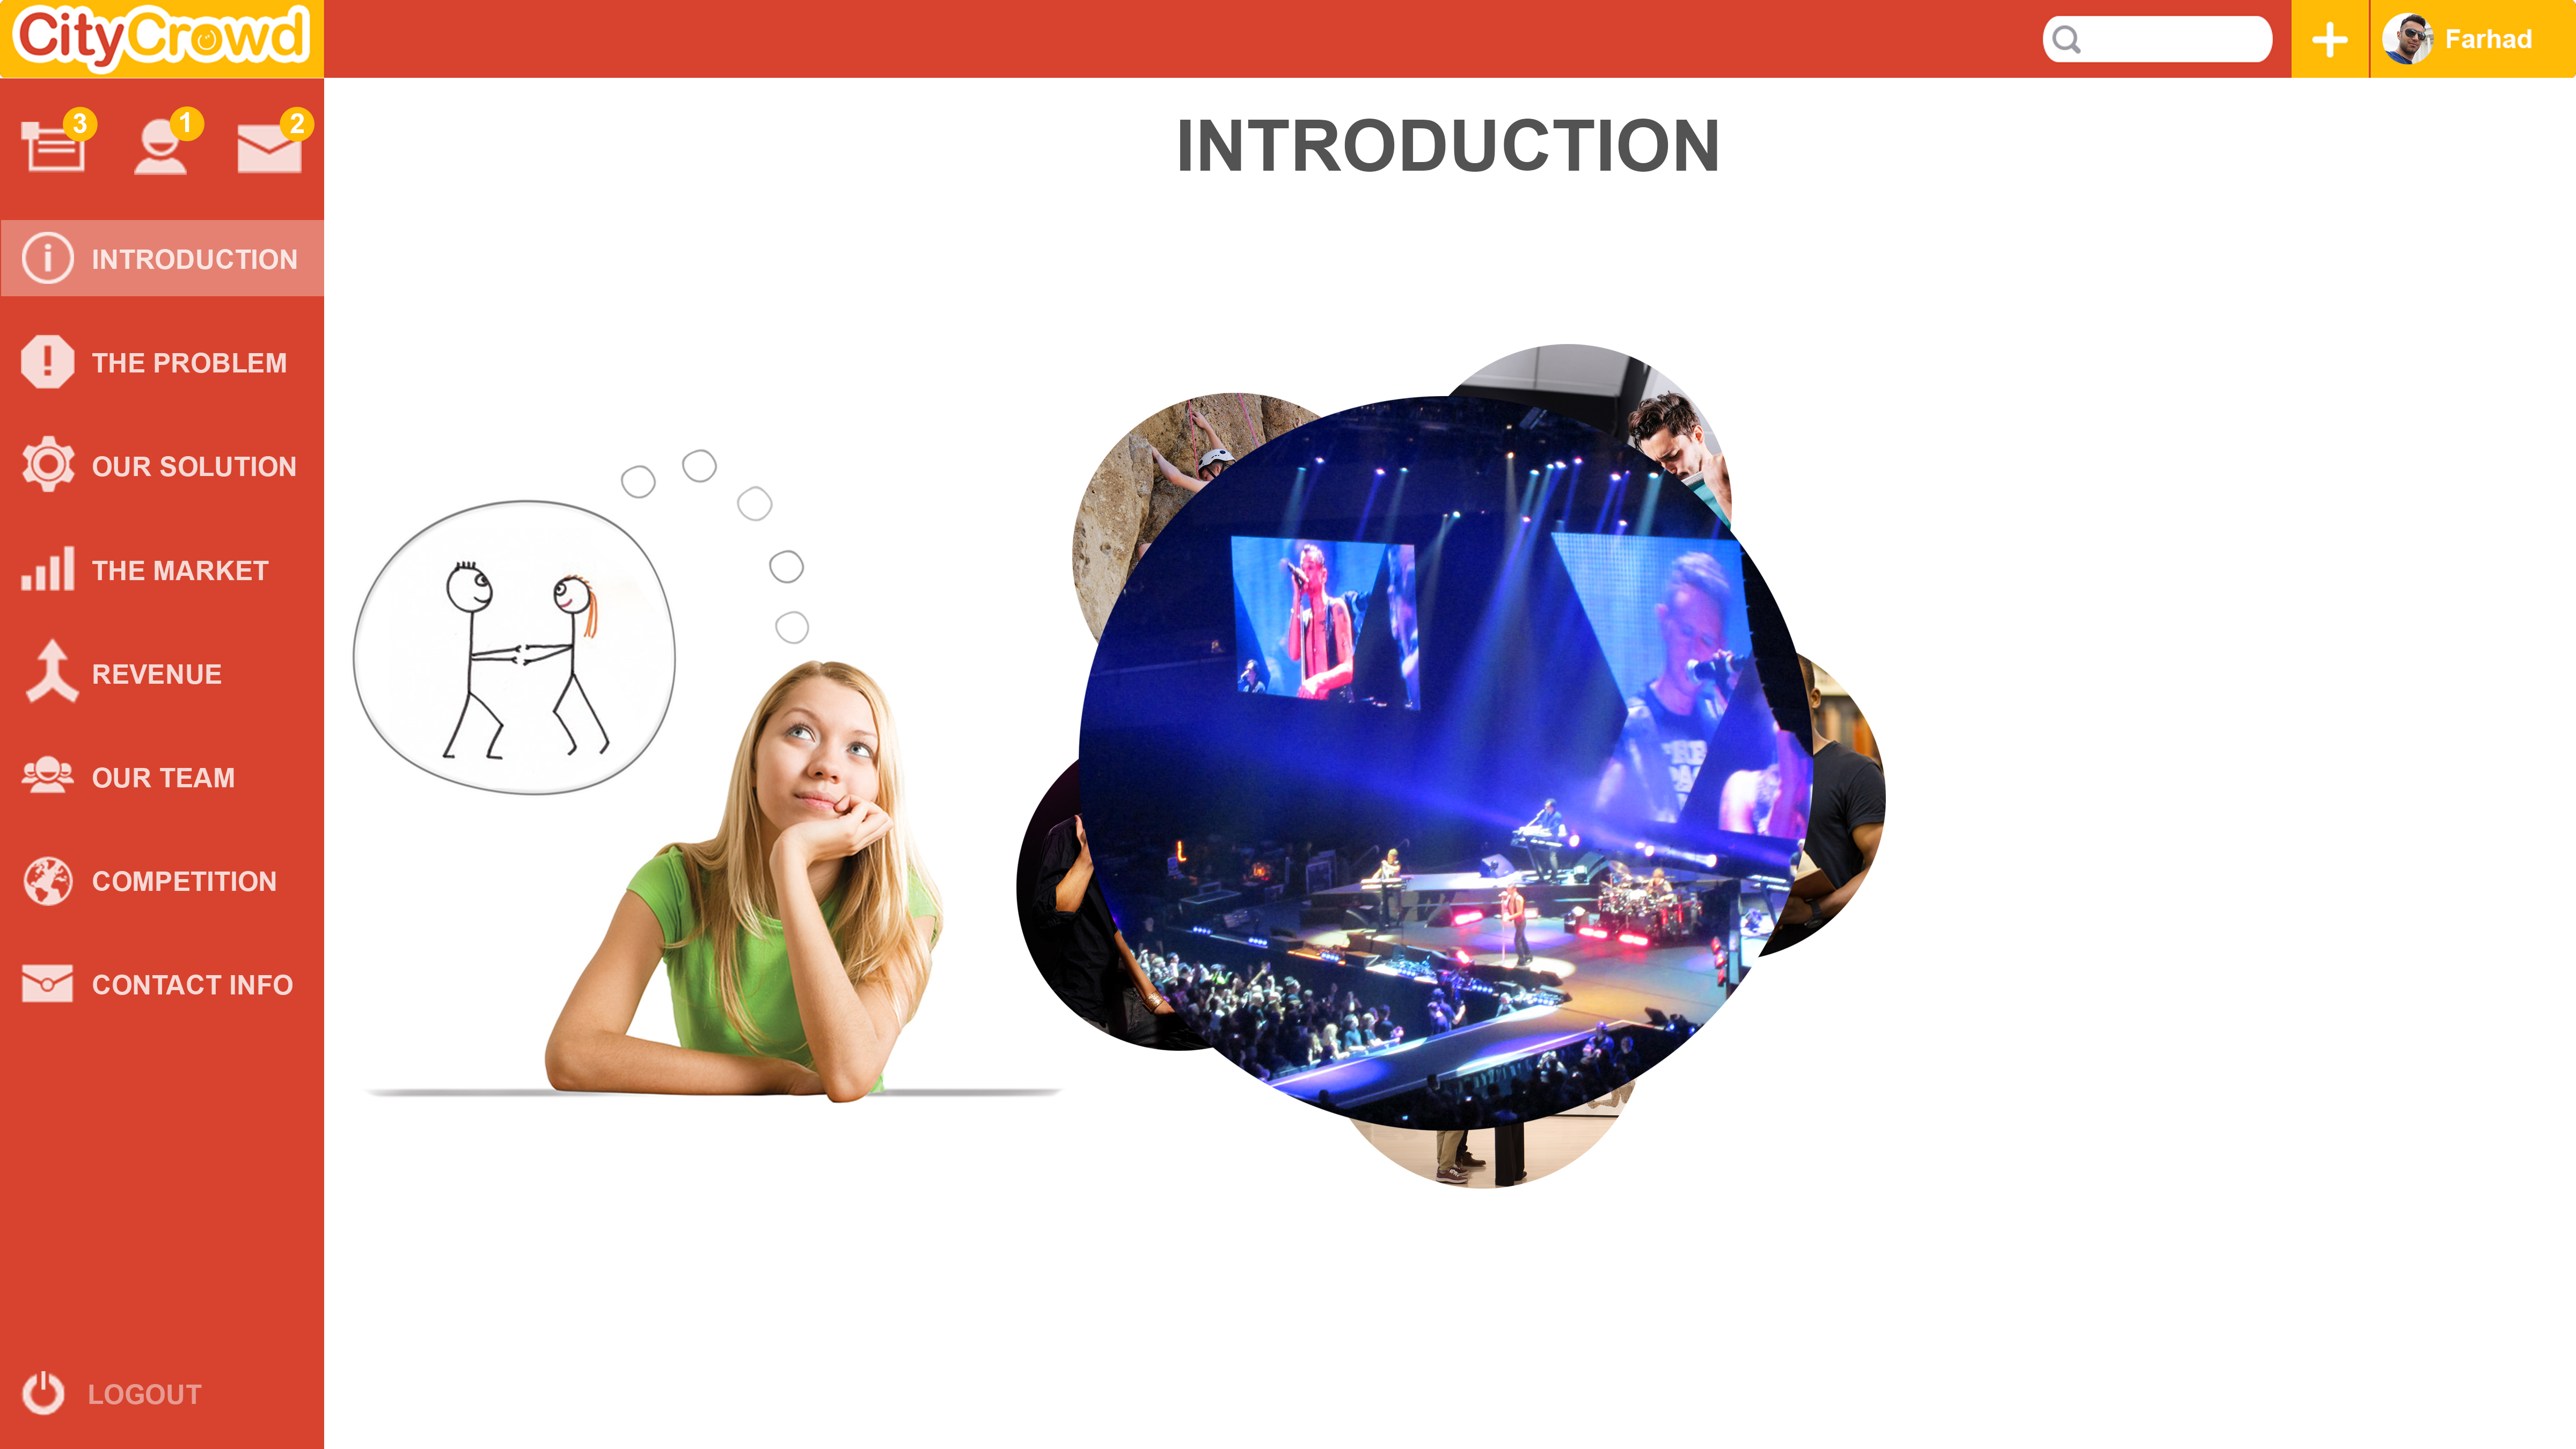 CityCrowd
Farhad
3
1
2
INTRODUCTION
INTRODUCTION
THE PROBLEM
OUR SOLUTION
THE MARKET
REVENUE
OUR TEAM
COMPETITION
CONTACT INFO
LOGOUT